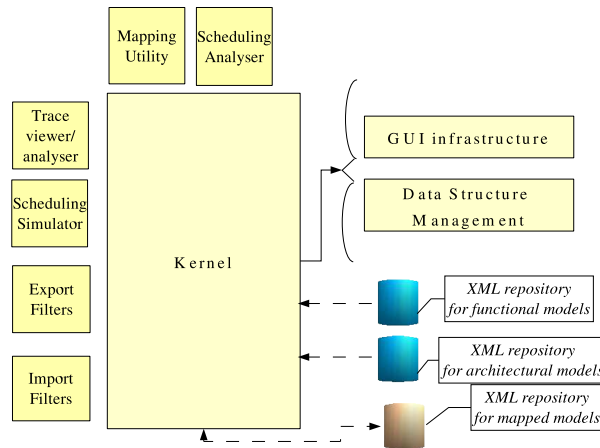 Mapping
Utility
Scheduling
Analyser
Trace
viewer/
analyser
Scheduling
Simulator
Export
Filters
Import
Filters
Kernel
GUI infrastructure
Data Structure
Management
XML repository
for functional models
XML repository
for architectural models
XML repository
for mapped models